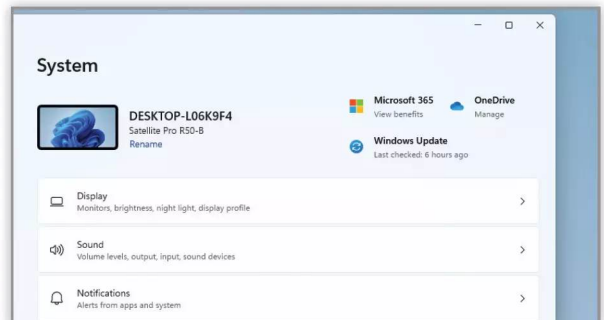 System
DESKTOP-L06K9F4
Satellite Pro R50-B
Rename
Microsoft 365
View benefits
OneDrive
Manage
Windows Update
Last checked: 6 hours ago
Display
Monitors, brightness, night light, display profile
Sound
Volume levels, output, input, sound devices
Notifications
Alerts from apps and system